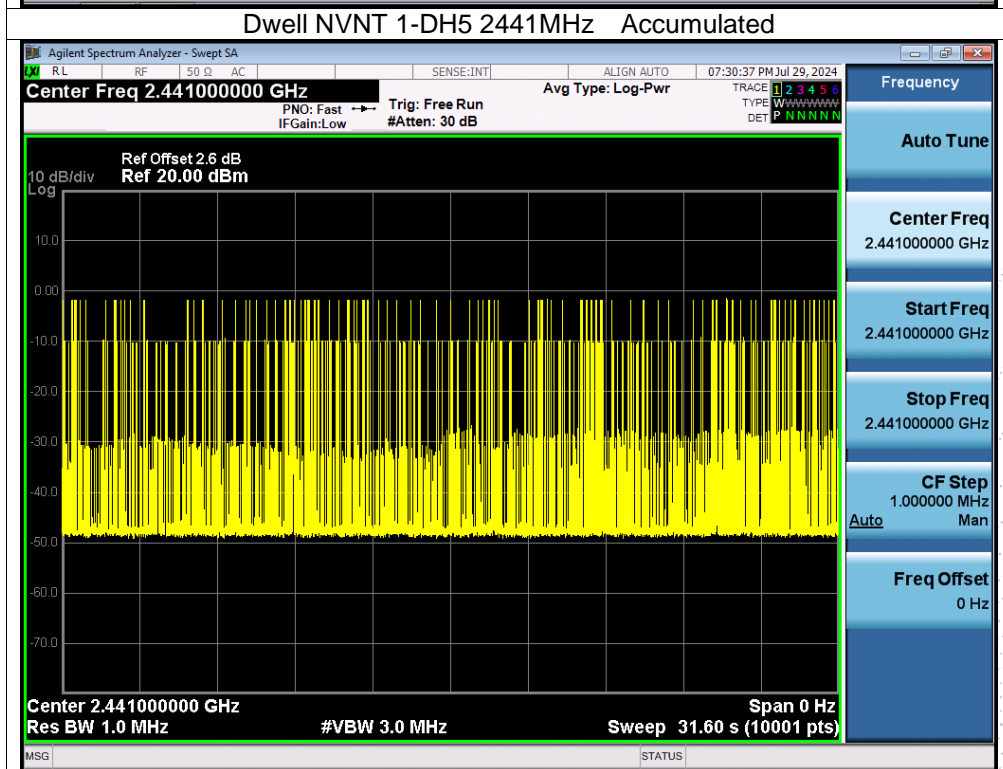 Dwell NVNT 1-DH5 2441MHz Accumulated
Agilent Spectrum Analyzer - Swept SA
LXI RL RF 50 Ω AC SENSE:INT ALIGN AUTO 07:30:37 PM Jul 29, 2024
Center Freq 2.441000000 GHz
PNO: Fast
IFGain:Low
Trig: Free Run
#Atten: 30 dB
Avg Type: Log-Pwr
TRACE 1 2 3 4 5 6
TYPE WWWWWW
DET P N N N N N
Frequency
Auto Tune
Center Freq
2.441000000 GHz
Start Freq
2.441000000 GHz
Stop Freq
2.441000000 GHz
CF Step
1.000000 MHz
Auto Man
Freq Offset
0 Hz
Ref Offset 2.6 dB
10 dB/div Ref 20.00 dBm
Log
10.0
0.00
-10.0
-20.0
-30.0
-40.0
-50.0
-60.0
-70.0
Center 2.441000000 GHz Span 0 Hz
Res BW 1.0 MHz #VBW 3.0 MHz Sweep 31.60 s (10001 pts)
MSG STATUS